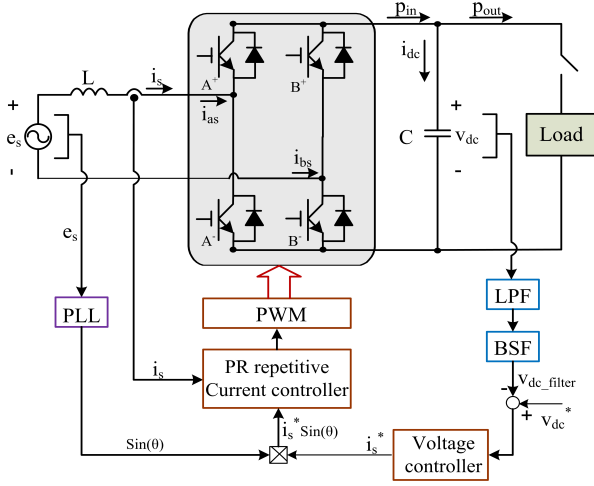 p_in
p_out
i_dc
L
i_s
A⁺
B⁺
i_as
+
e_s
-
+
C
v_dc
-
Load
i_bs
A⁻
B⁻
e_s
LPF
PLL
PWM
BSF
PR repetitive
Current controller
i_s
v_dc_filter
-
+
v_dc*
i_s*Sin(θ)
Sin(θ)
i_s*
Voltage
controller